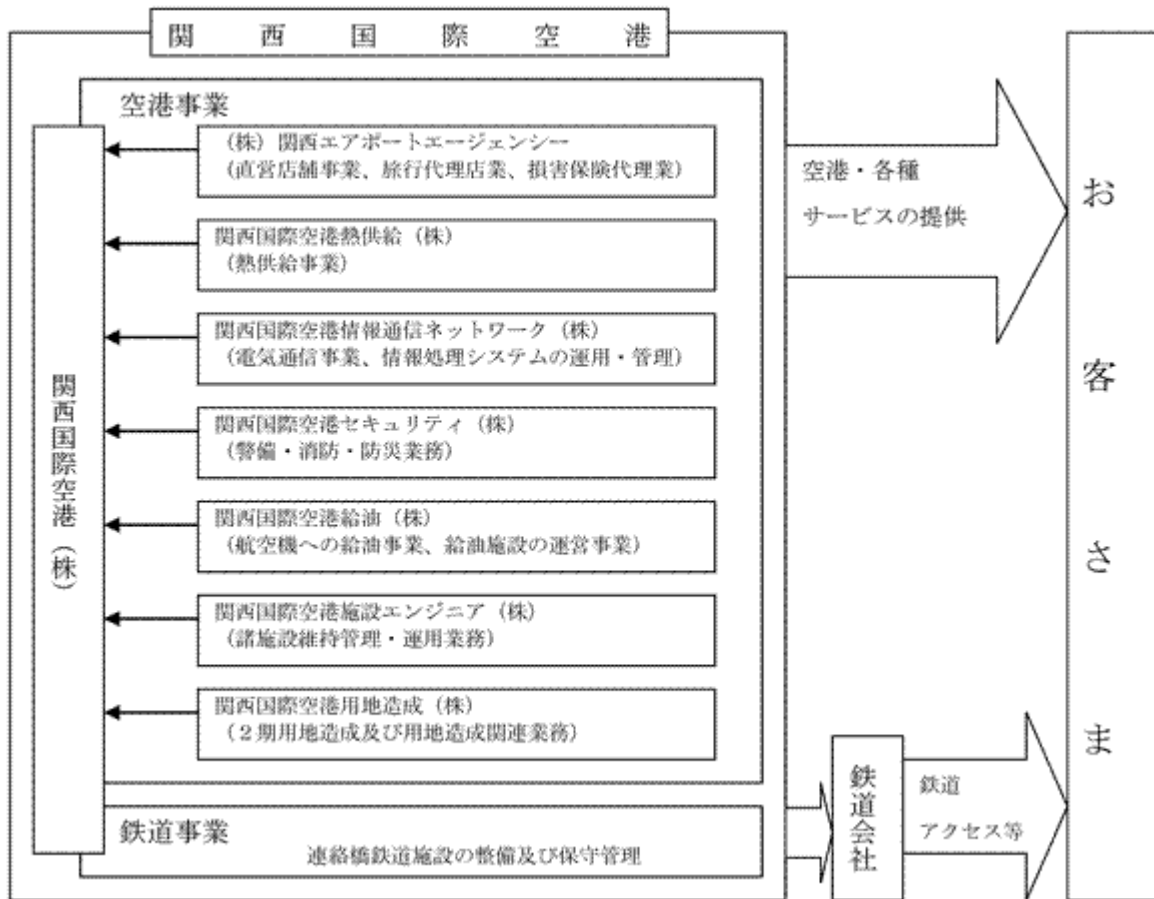 関西国際空港
空港事業
(株)関西エアポートエージェンシー
(直営店舗事業、旅行代理店業、損害保険代理業)
関西国際空港熱供給(株)
(熱供給事業)
関西国際空港情報通信ネットワーク(株)
(電気通信事業、情報処理システムの運用・管理)
関西国際空港セキュリティ(株)
(警備・消防・防災業務)
関西国際空港給油(株)
(航空機への給油事業、給油施設の運営事業)
関西国際空港施設エンジニア(株)
(諸施設維持管理・運用業務)
関西国際空港用地造成(株)
(2期用地造成及び用地造成関連業務)
関西国際空港(株)
鉄道事業
連絡橋鉄道施設の整備及び保守管理
空港・各種
サービスの提供
鉄道会社
鉄道
アクセス等
お客さま